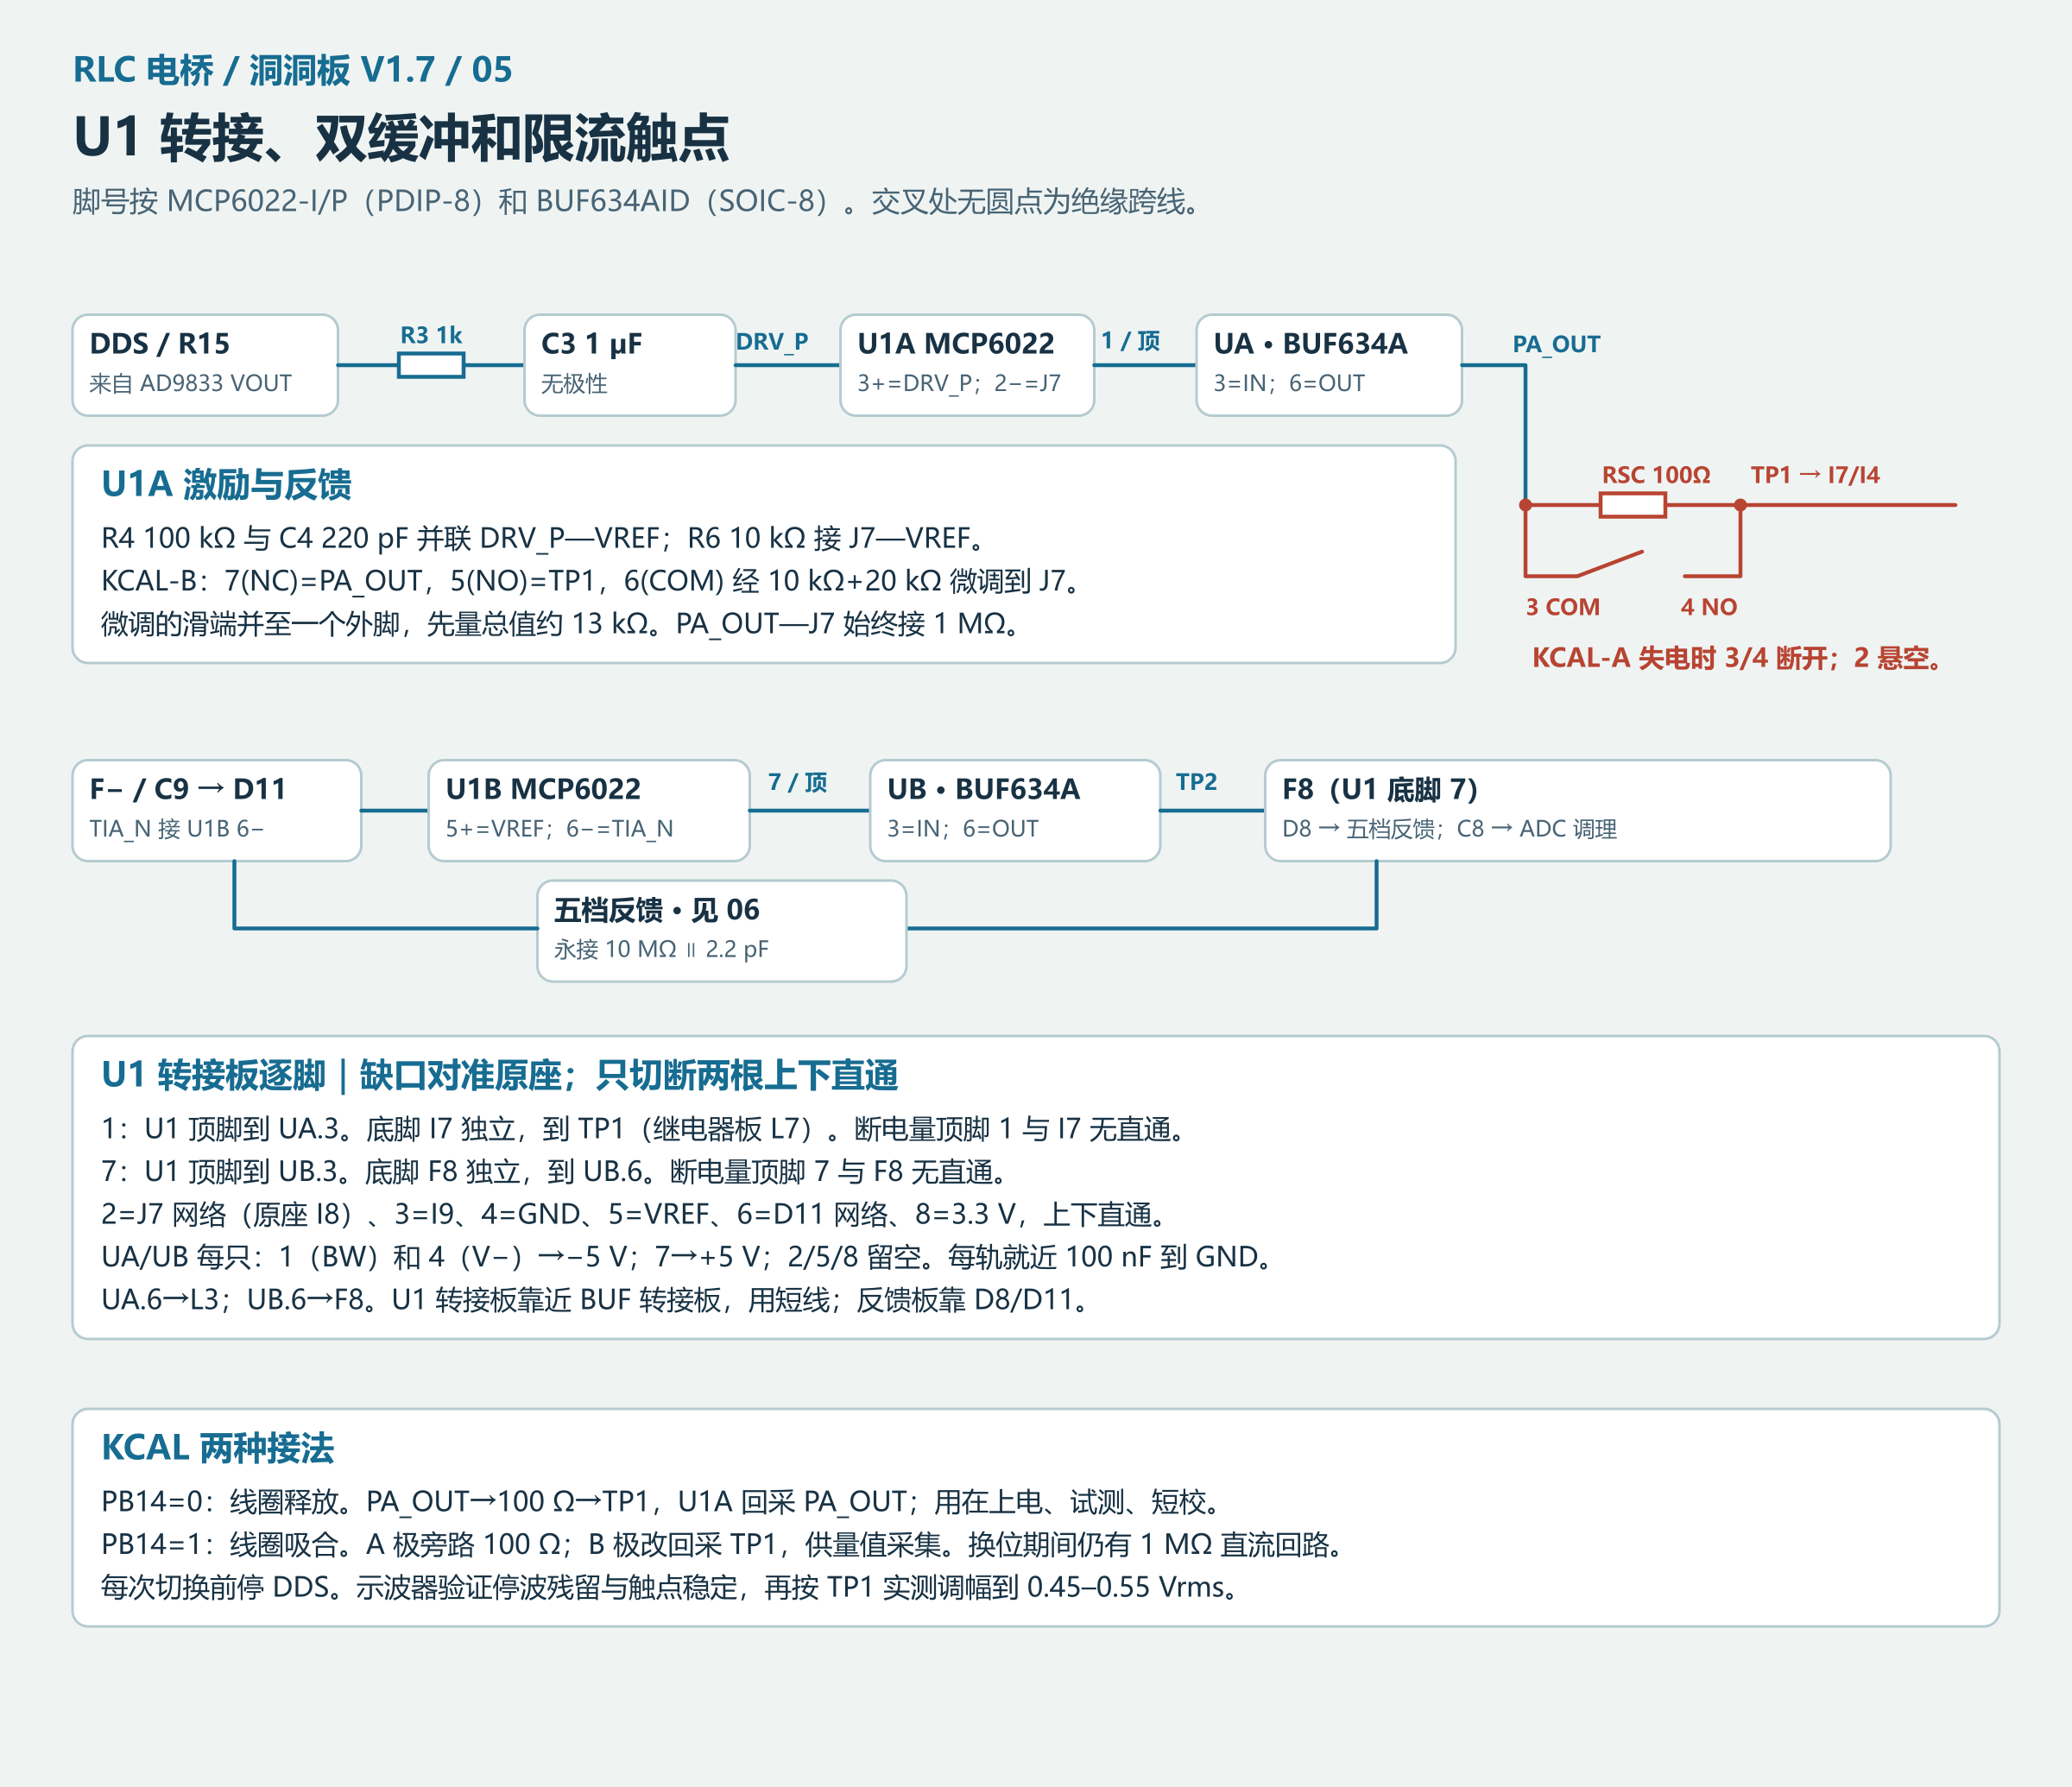 RLC 电桥 / 洞洞板 V1.7 / 05
U1 转接、双缓冲和限流触点
脚号按 MCP6022-I/P（PDIP-8）和 BUF634AID（SOIC-8）。交叉处无圆点为绝缘跨线。
DDS / R15
来自 AD9833 VOUT
R3 1k
C3 1 µF
无极性
DRV_P
U1A MCP6022
3+=DRV_P；2−=J7
1 / 顶
UA • BUF634A
3=IN；6=OUT
PA_OUT
U1A 激励与反馈
R4 100 kΩ 与 C4 220 pF 并联 DRV_P—VREF；R6 10 kΩ 接 J7—VREF。
KCAL-B：7(NC)=PA_OUT，5(NO)=TP1，6(COM) 经 10 kΩ+20 kΩ 微调到 J7。
微调的滑端并至一个外脚，先量总值约 13 kΩ。PA_OUT—J7 始终接 1 MΩ。
RSC 100Ω
TP1 → I7/I4
3 COM
4 NO
KCAL-A 失电时 3/4 断开；2 悬空。
F− / C9 → D11
TIA_N 接 U1B 6−
U1B MCP6022
5+=VREF；6−=TIA_N
7 / 顶
UB • BUF634A
3=IN；6=OUT
TP2
F8（U1 底脚 7）
D8 → 五档反馈；C8 → ADC 调理
五档反馈 • 见 06
永接 10 MΩ ॥ 2.2 pF
U1 转接板逐脚｜缺口对准原座；只切断两根上下直通
1：U1 顶脚到 UA.3。底脚 I7 独立，到 TP1（继电器板 L7）。断电量顶脚 1 与 I7 无直通。
7：U1 顶脚到 UB.3。底脚 F8 独立，到 UB.6。断电量顶脚 7 与 F8 无直通。
2=J7 网络（原座 I8）、3=I9、4=GND、5=VREF、6=D11 网络、8=3.3 V，上下直通。
UA/UB 每只：1（BW）和 4（V−）→−5 V；7→+5 V；2/5/8 留空。每轨就近 100 nF 到 GND。
UA.6→L3；UB.6→F8。U1 转接板靠近 BUF 转接板，用短线；反馈板靠 D8/D11。
KCAL 两种接法
PB14=0：线圈释放。PA_OUT→100 Ω→TP1，U1A 回采 PA_OUT；用在上电、试测、短校。
PB14=1：线圈吸合。A 极旁路 100 Ω；B 极改回采 TP1，供量值采集。换位期间仍有 1 MΩ 直流回路。
每次切换前停 DDS。示波器验证停波残留与触点稳定，再按 TP1 实测调幅到 0.45–0.55 Vrms。